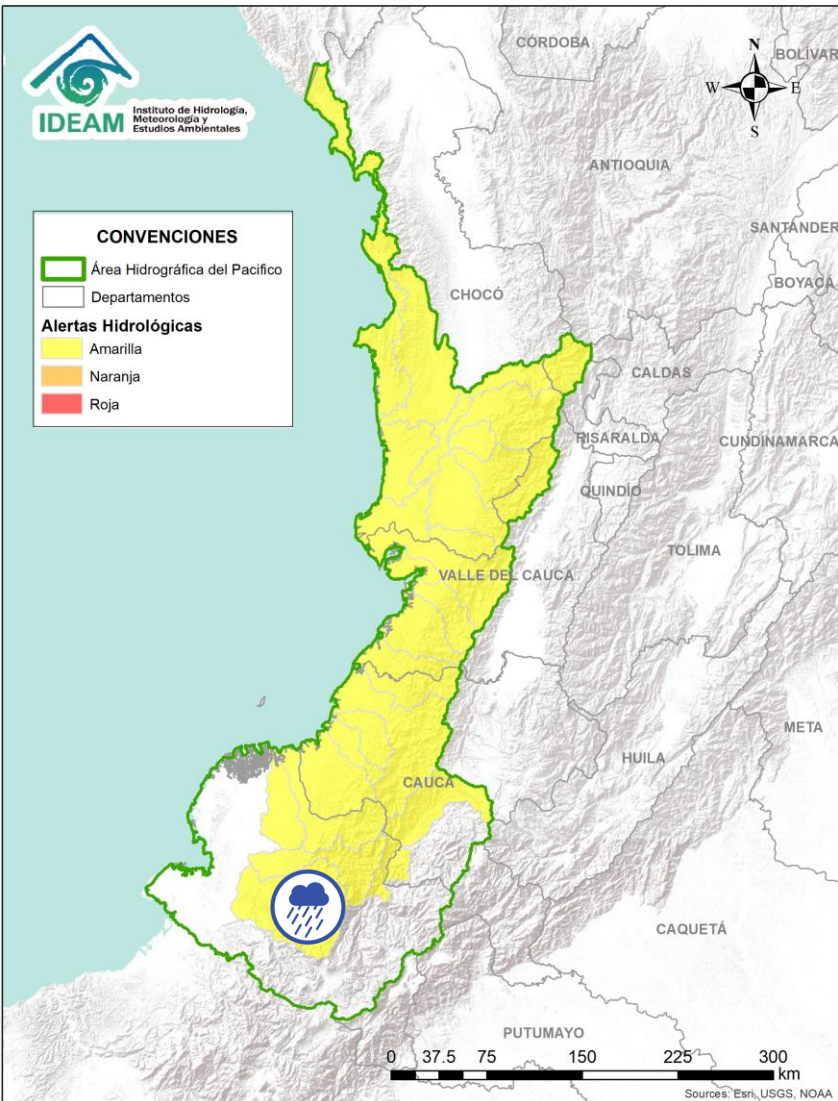 IDEAM
Instituto de Hidrología,
Meteorología y
Estudios Ambientales
CÓRDOBA
BOLÍVAR
N
W
E
S
ANTIOQUIA
SANTANDER
BOYACÁ
CONVENCIONES
Área Hidrográfica del Pacifico
Departamentos
Alertas Hidrológicas
Amarilla
Naranja
Roja
CHOCÓ
CALDAS
RISARALDA
CUNDINAMARCA
QUINDÍO
TOLIMA
VALLE DEL CAUCA
META
HUILA
CAUCA
CAQUETÁ
PUTUMAYO
0 37.5 75 150 225 300
km
Sources: Esri, USGS, NOAA